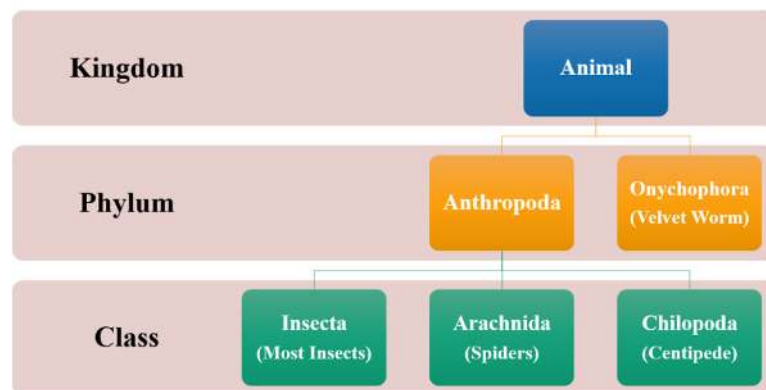 Kingdom
Animal
Phylum
Anthropoda
Onychophora
(Velvet Worm)
Class
Insecta
(Most Insects)
Arachnida
(Spiders)
Chilopoda
(Centipede)